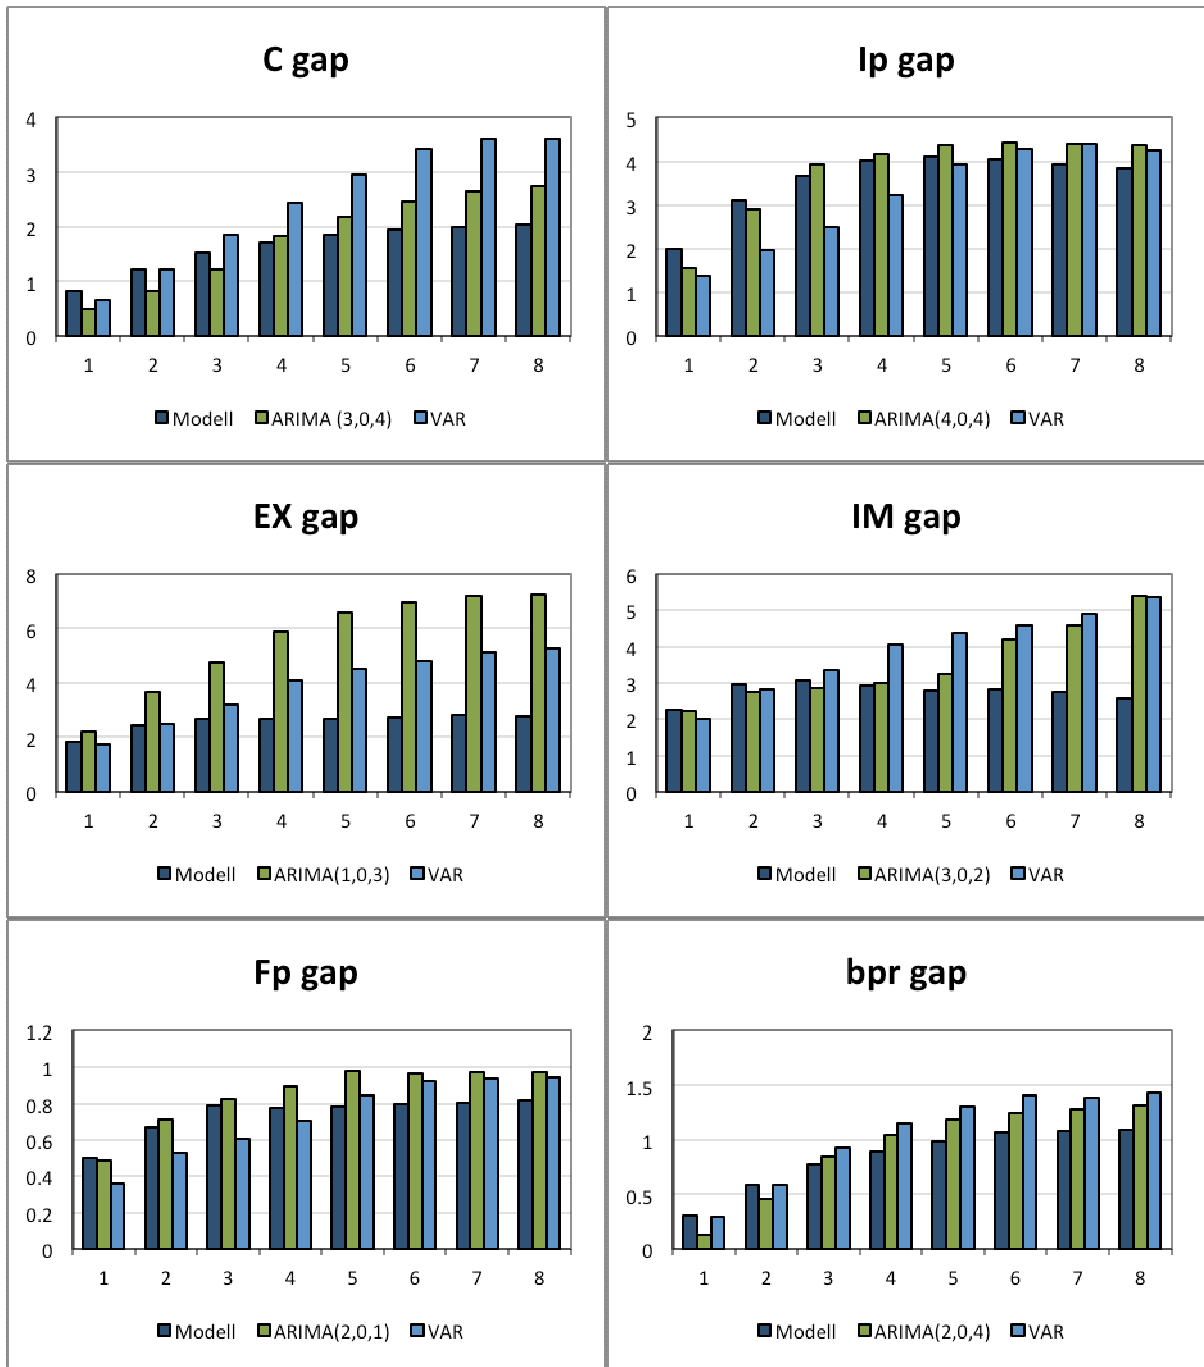 C gap
4
3
2
1
0
1 2 3 4 5 6 7 8
Modell ARIMA (3,0,4) VAR
Ip gap
5
4
3
2
1
0
1 2 3 4 5 6 7 8
Modell ARIMA(4,0,4) VAR
EX gap
8
6
4
2
0
1 2 3 4 5 6 7 8
Modell ARIMA(1,0,3) VAR
IM gap
6
5
4
3
2
1
0
1 2 3 4 5 6 7 8
Modell ARIMA(3,0,2) VAR
Fp gap
1.2
1
0.8
0.6
0.4
0.2
0
1 2 3 4 5 6 7 8
Modell ARIMA(2,0,1) VAR
bpr gap
2
1.5
1
0.5
0
1 2 3 4 5 6 7 8
Modell ARIMA(2,0,4) VAR